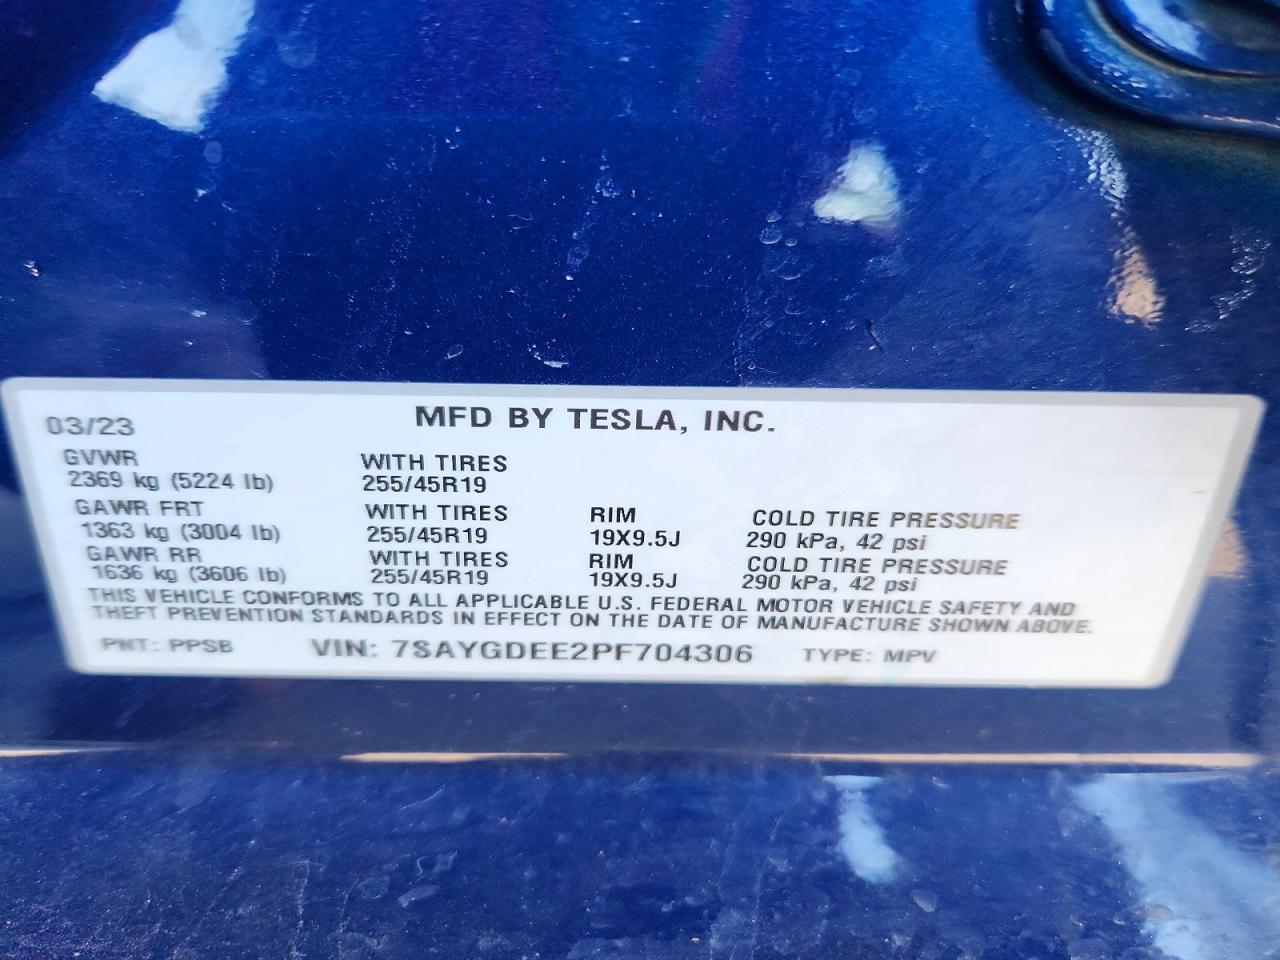 03/23 MFD BY TESLA, INC.
GVWR WITH TIRES
2369 kg (5224 lb) 255/45R19
GAWR FRT WITH TIRES RIM COLD TIRE PRESSURE
1363 kg (3004 lb) 255/45R19 19X9.5J 290 kPa, 42 psi
GAWR RR WITH TIRES RIM COLD TIRE PRESSURE
1636 kg (3606 lb) 255/45R19 19X9.5J 290 kPa, 42 psi
THIS VEHICLE CONFORMS TO ALL APPLICABLE U.S. FEDERAL MOTOR VEHICLE SAFETY AND
THEFT PREVENTION STANDARDS IN EFFECT ON THE DATE OF MANUFACTURE SHOWN ABOVE.
PNT: PPSB VIN: 7SAYGDEE2PF704306 TYPE: MPV